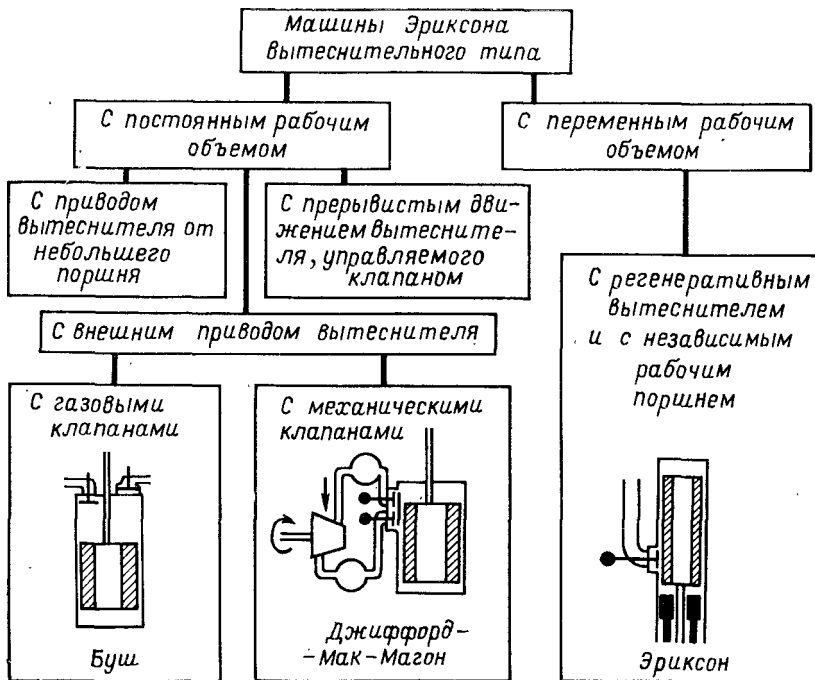 Машины Эриксона
вытеснительного типа
С постоянным рабочим
объемом
С переменным рабочим
объемом
С приводом
вытеснителя от
небольшого
поршня
С прерывистым дви-
жением вытесните-
ля, управляемого
клапаном
С регенеративным
вытеснителем
и с независимым
рабочим
поршнем
С внешним приводом вытеснителя
С газовыми
клапанами
С механическими
клапанами
Буш
Джиффорд-
-Мак-Магон
Эриксон